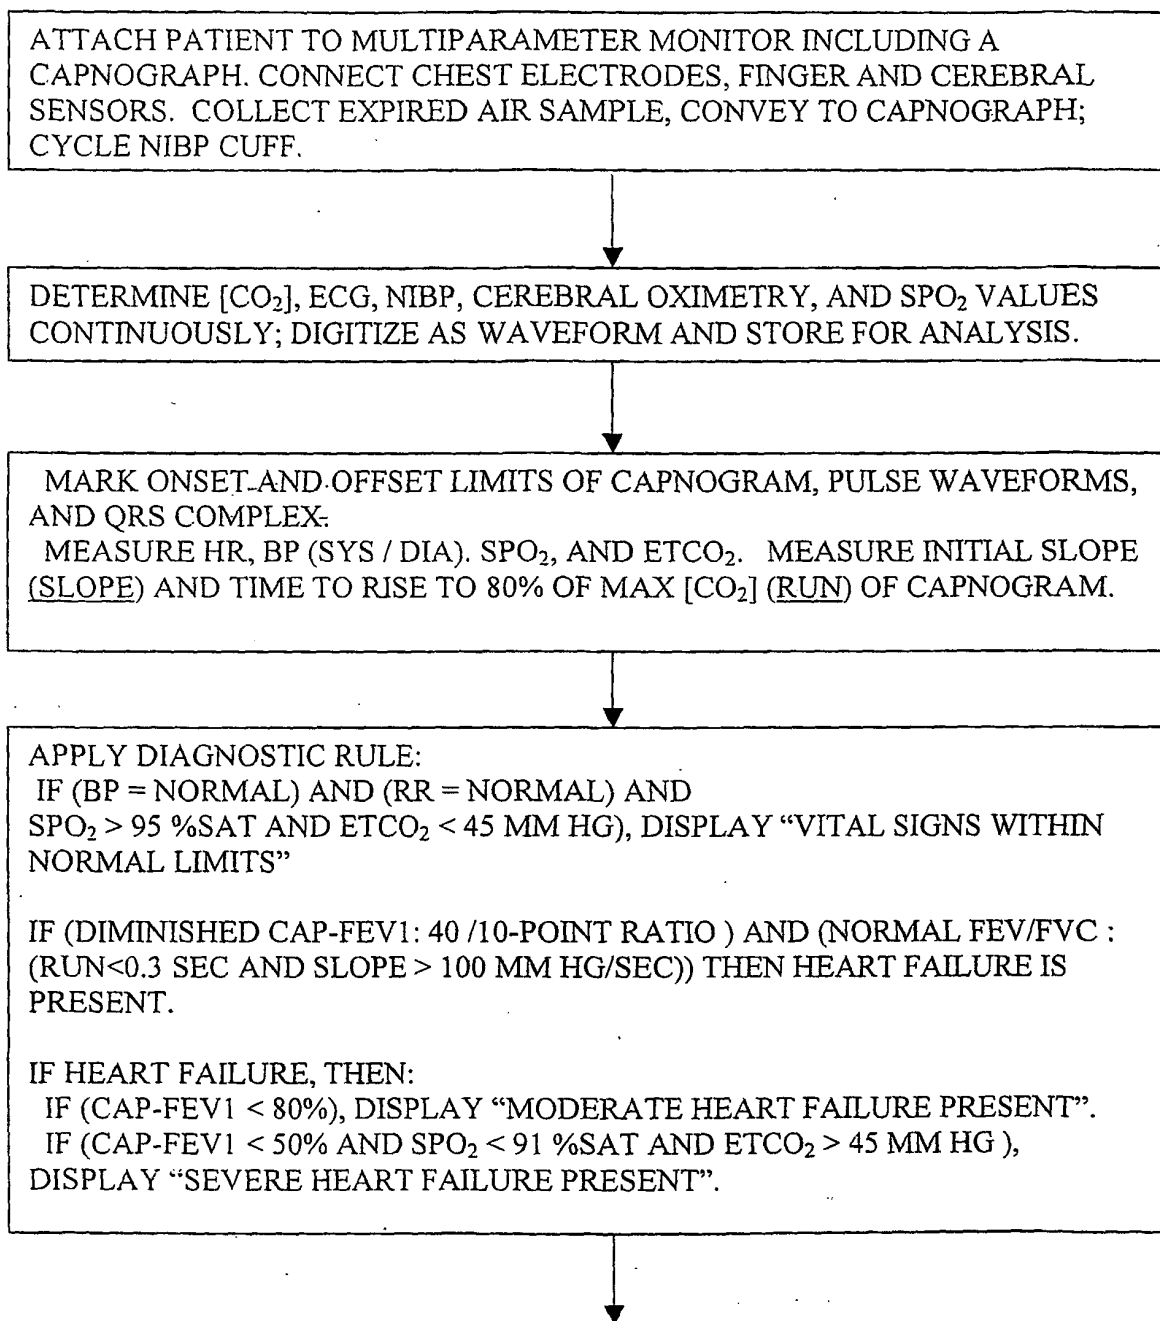 ATTACH PATIENT TO MULTIPARAMETER MONITOR INCLUDING A
CAPNOGRAPH. CONNECT CHEST ELECTRODES, FINGER AND CEREBRAL
SENSORS. COLLECT EXPIRED AIR SAMPLE, CONVEY TO CAPNOGRAPH;
CYCLE NIBP CUFF.
DETERMINE [CO₂], ECG, NIBP, CEREBRAL OXIMETRY, AND SPO₂ VALUES
CONTINUOUSLY; DIGITIZE AS WAVEFORM AND STORE FOR ANALYSIS.
MARK ONSET AND OFFSET LIMITS OF CAPNOGRAM, PULSE WAVEFORMS,
AND QRS COMPLEX.
MEASURE HR, BP (SYS / DIA). SPO₂, AND ETCO₂. MEASURE INITIAL SLOPE
(SLOPE) AND TIME TO RISE TO 80% OF MAX [CO₂] (RUN) OF CAPNOGRAM.
APPLY DIAGNOSTIC RULE:
IF (BP = NORMAL) AND (RR = NORMAL) AND
SPO₂ > 95 %SAT AND ETCO₂ < 45 MM HG), DISPLAY “VITAL SIGNS WITHIN
NORMAL LIMITS”
IF (DIMINISHED CAP-FEV1: 40 /10-POINT RATIO ) AND (NORMAL FEV/FVC :
(RUN<0.3 SEC AND SLOPE > 100 MM HG/SEC)) THEN HEART FAILURE IS
PRESENT.
IF HEART FAILURE, THEN:
IF (CAP-FEV1 < 80%), DISPLAY “MODERATE HEART FAILURE PRESENT”.
IF (CAP-FEV1 < 50% AND SPO₂ < 91 %SAT AND ETCO₂ > 45 MM HG ),
DISPLAY “SEVERE HEART FAILURE PRESENT”.